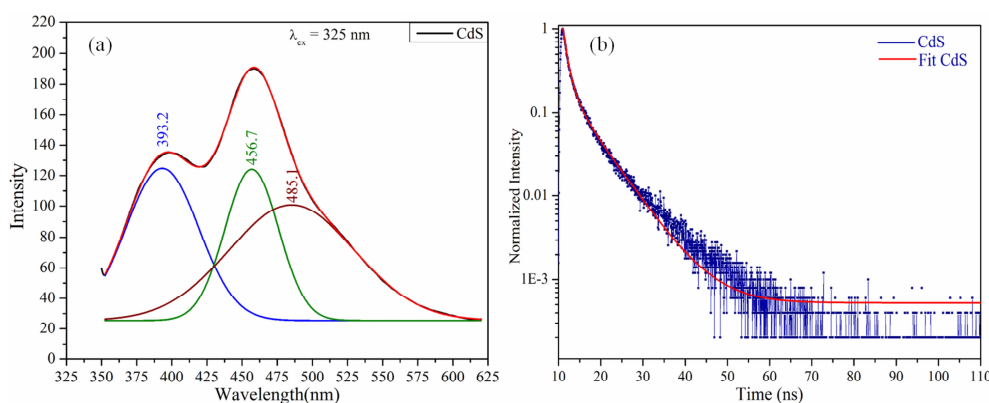 (a)
λex = 325 nm
CdS
393.2
456.7
485.1
Intensity
220
200
180
160
140
120
100
80
60
40
20
0
325 350 375 400 425 450 475 500 525 550 575 600 625
Wavelength(nm)
(b)
CdS
Fit CdS
Normalized Intensity
1
0.1
0.01
1E-3
10 20 30 40 50 60 70 80 90 100 110
Time (ns)